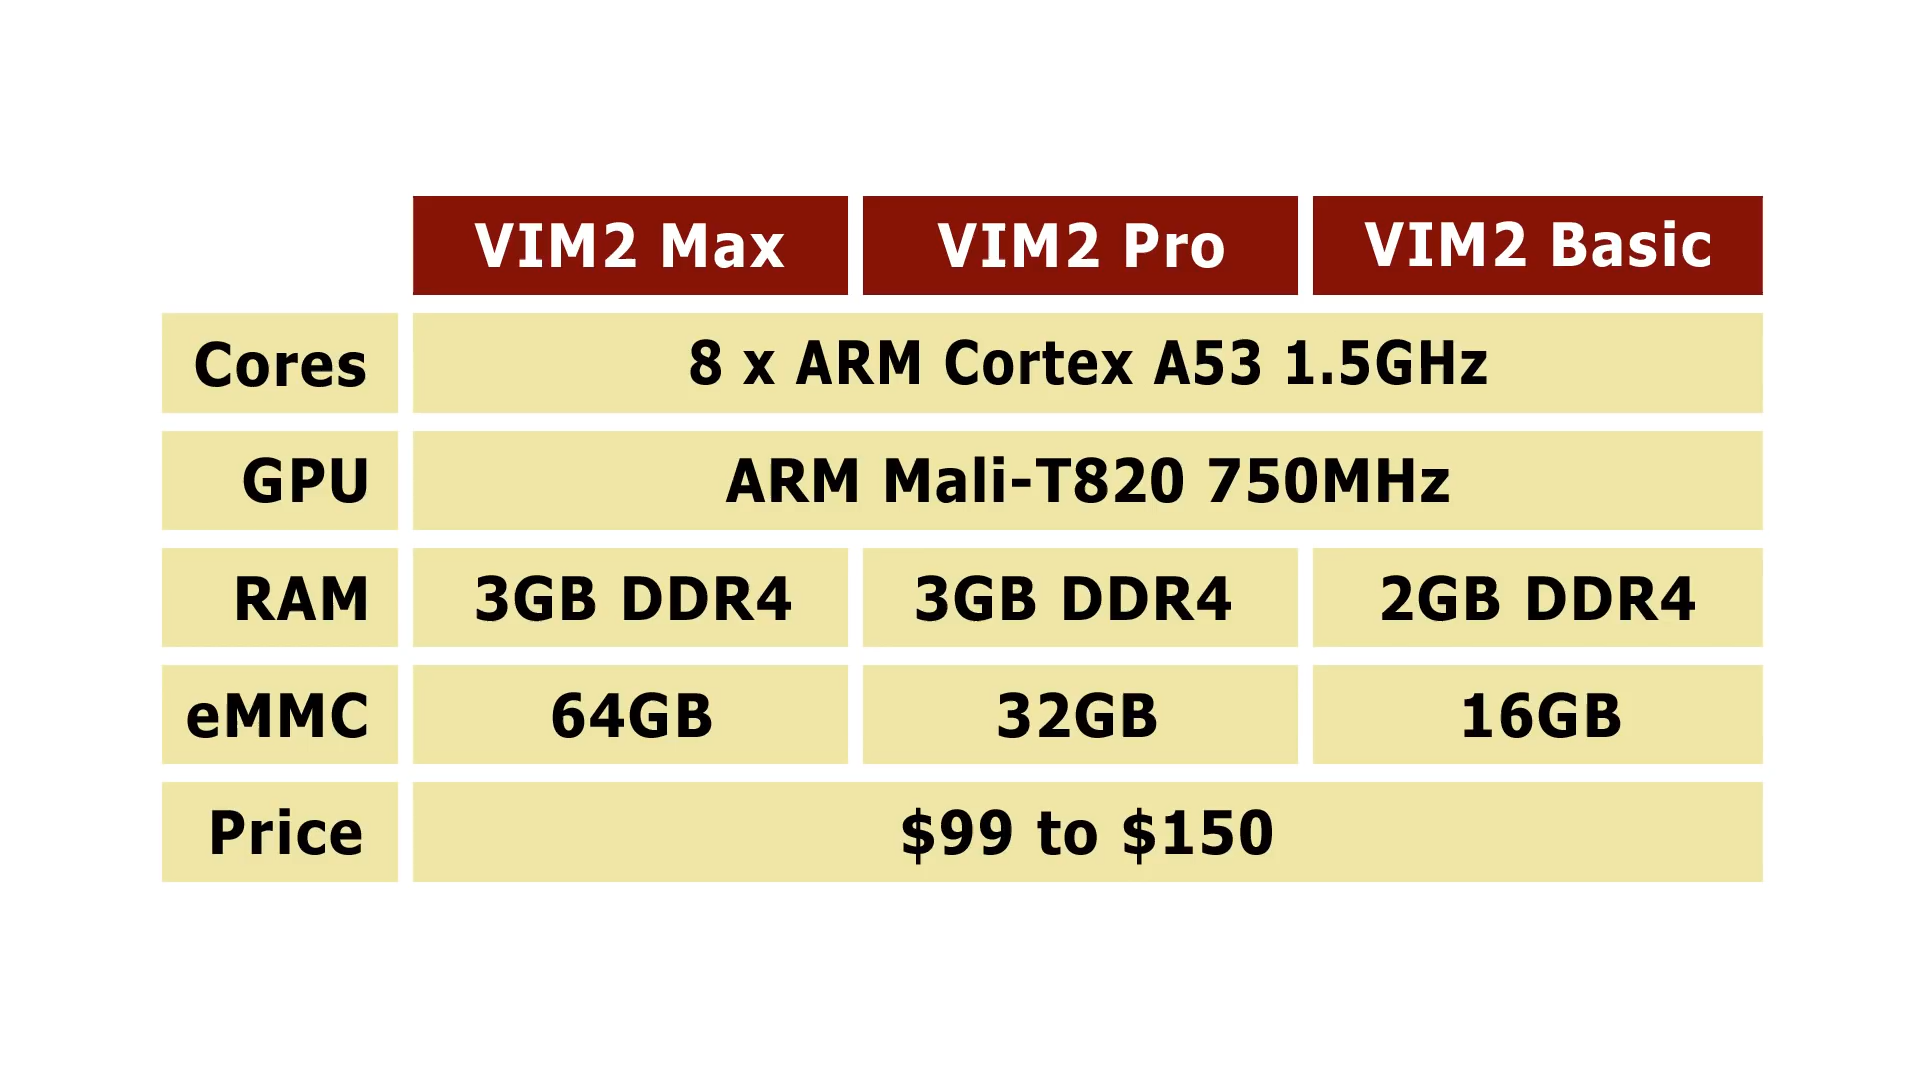 VIM2 Max VIM2 Pro VIM2 Basic
Cores 8 x ARM Cortex A53 1.5GHz
GPU ARM Mali-T820 750MHz
RAM 3GB DDR4 3GB DDR4 2GB DDR4
eMMC 64GB 32GB 16GB
Price $99 to $150